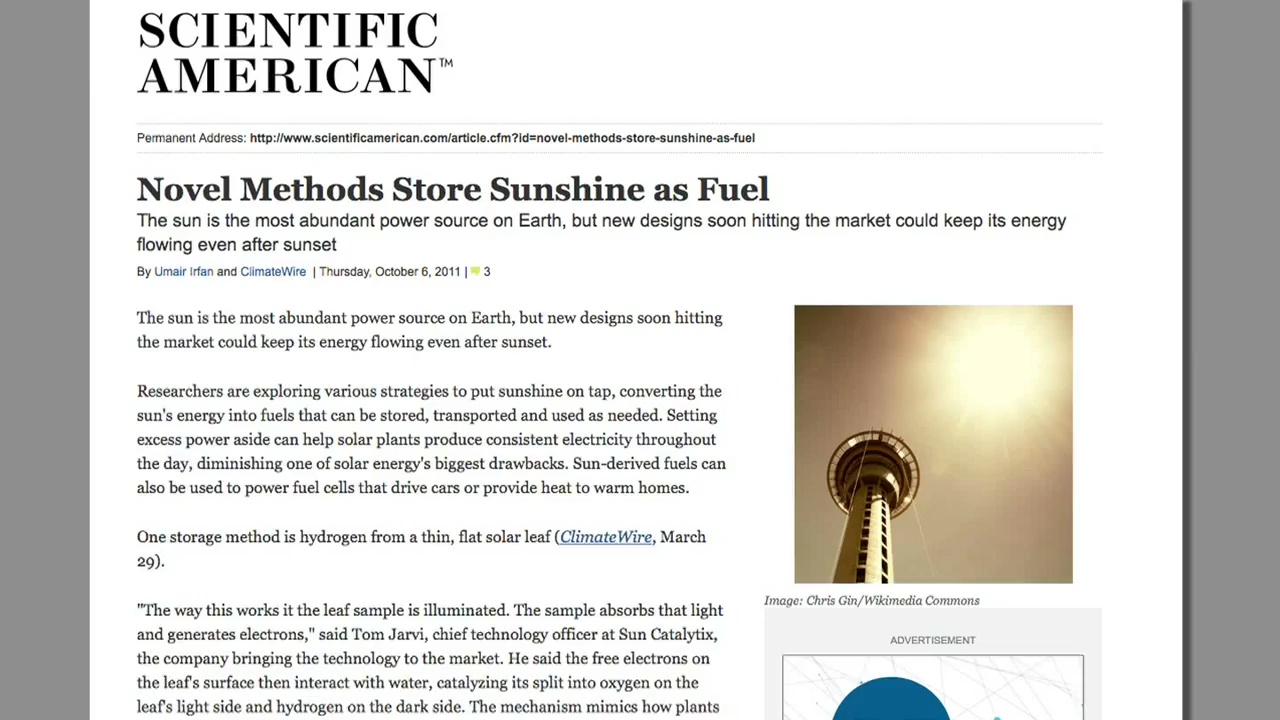 SCIENTIFIC
AMERICAN™
Permanent Address: http://www.scientificamerican.com/article.cfm?id=novel-methods-store-sunshine-as-fuel
Novel Methods Store Sunshine as Fuel
The sun is the most abundant power source on Earth, but new designs soon hitting the market could keep its energy
flowing even after sunset
By Umair Irfan and ClimateWire | Thursday, October 6, 2011 | 3
The sun is the most abundant power source on Earth, but new designs soon hitting
the market could keep its energy flowing even after sunset.
Researchers are exploring various strategies to put sunshine on tap, converting the
sun's energy into fuels that can be stored, transported and used as needed. Setting
excess power aside can help solar plants produce consistent electricity throughout
the day, diminishing one of solar energy's biggest drawbacks. Sun-derived fuels can
also be used to power fuel cells that drive cars or provide heat to warm homes.
One storage method is hydrogen from a thin, flat solar leaf (ClimateWire, March
29).
"The way this works it the leaf sample is illuminated. The sample absorbs that light
and generates electrons," said Tom Jarvi, chief technology officer at Sun Catalytix,
the company bringing the technology to the market. He said the free electrons on
the leaf's surface then interact with water, catalyzing its split into oxygen on the
leaf's light side and hydrogen on the dark side. The mechanism mimics how plants
Image: Chris Gin/Wikimedia Commons
ADVERTISEMENT